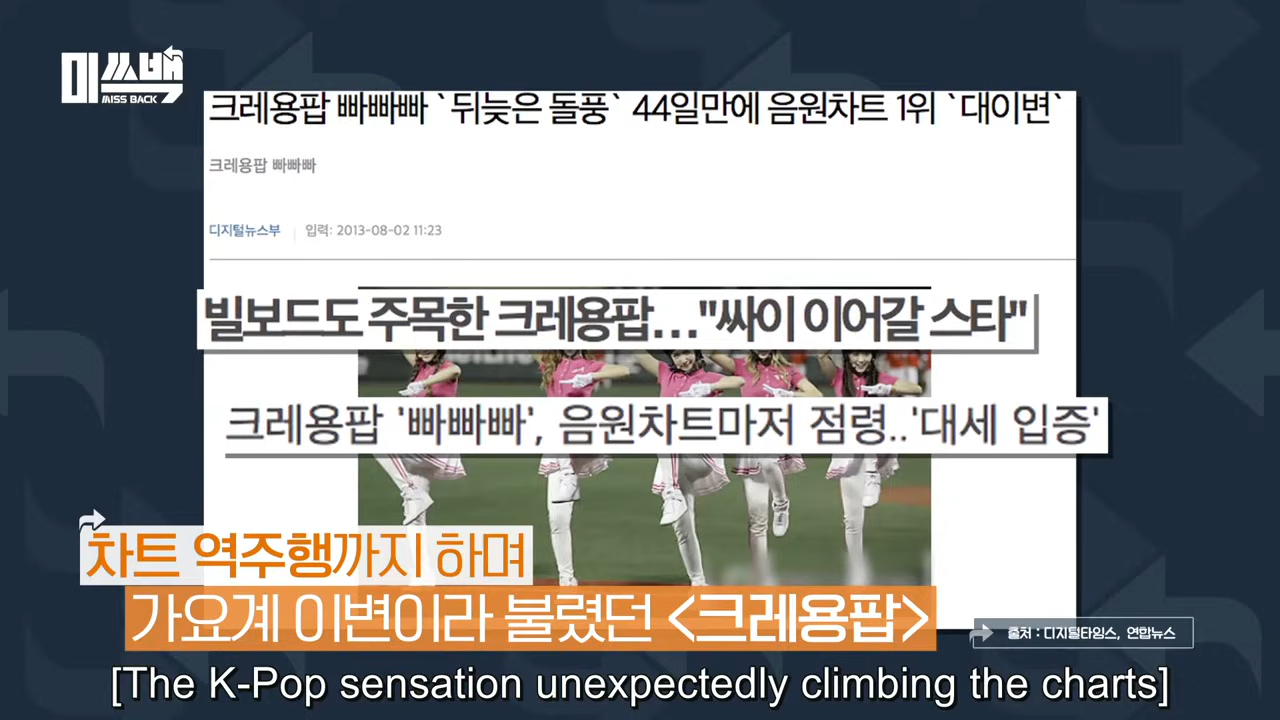 미쓰백
MISS BACK
크레용팝 빠빠빠 `뒤늦은 돌풍` 44일만에 음원차트 1위 `대이변`
크레용팝 빠빠빠
디지털뉴스부 입력: 2013-08-02 11:23
빌보드도 주목한 크레용팝…"싸이 이어갈 스타"
크레용팝 '빠빠빠', 음원차트마저 점령..'대세 입증'
차트 역주행까지 하며
가요계 이변이라 불렸던 <크레용팝>
출처 : 디지털타임스, 연합뉴스
[The K-Pop sensation unexpectedly climbing the charts]